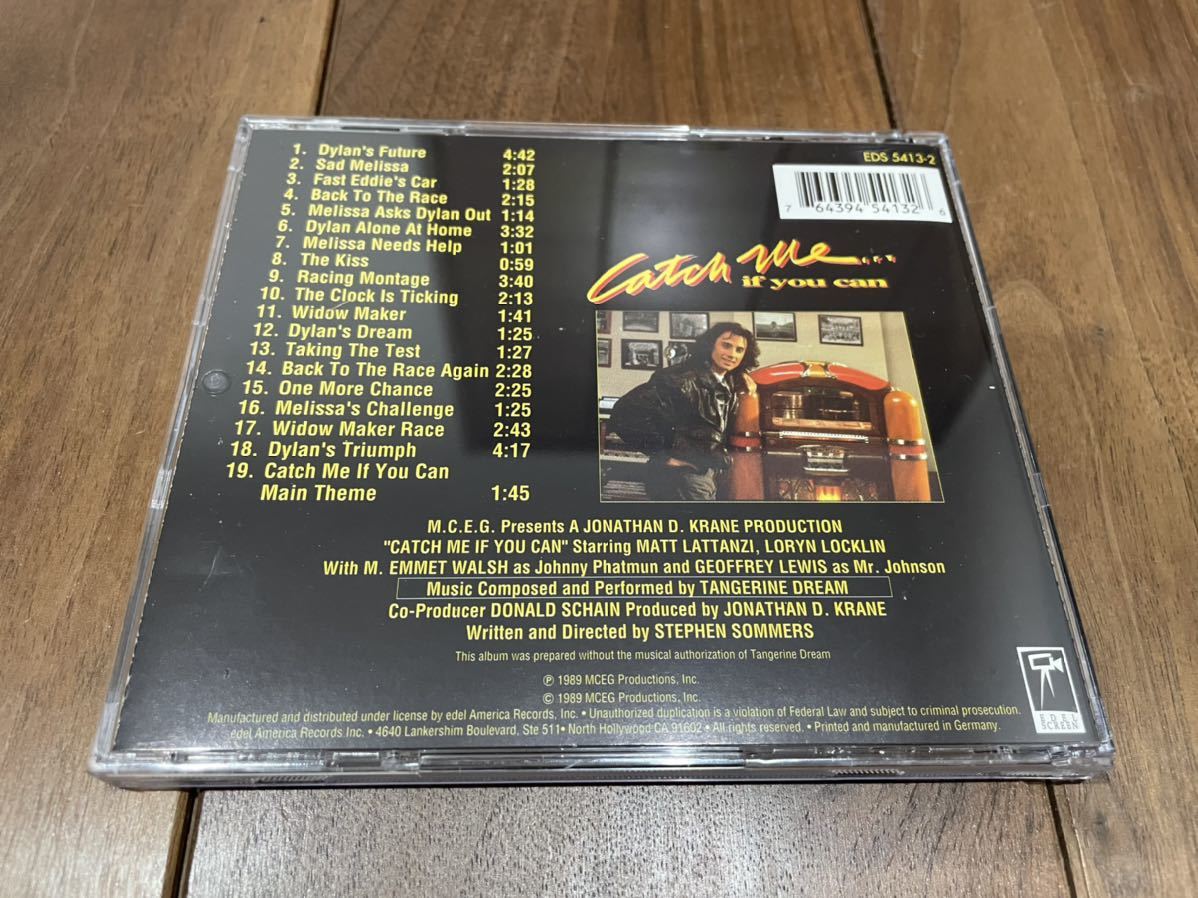 1. Dylan's Future 4:42
2. Sad Melissa 2:07
3. Fast Eddie's Car 1:28
4. Back To The Race 2:15
5. Melissa Asks Dylan Out 1:14
6. Dylan Alone At Home 3:32
7. Melissa Needs Help 1:01
8. The Kiss 0:59
9. Racing Montage 3:40
10. The Clock Is Ticking 2:13
11. Widow Maker 1:41
12. Dylan's Dream 1:25
13. Taking The Test 1:27
14. Back To The Race Again 2:28
15. One More Chance 2:25
16. Melissa's Challenge 1:25
17. Widow Maker Race 2:43
18. Dylan's Triumph 4:17
19. Catch Me If You Can
Main Theme 1:45
EDS 5413-2
7 64394 54132 6
Catch Me...
if you can
M.C.E.G. Presents A JONATHAN D. KRANE PRODUCTION
"CATCH ME IF YOU CAN" Starring MATT LATTANZI, LORYN LOCKLIN
With M. EMMET WALSH as Johnny Phatmun and GEOFFREY LEWIS as Mr. Johnson
Music Composed and Performed by TANGERINE DREAM
Co-Producer DONALD SCHAIN Produced by JONATHAN D. KRANE
Written and Directed by STEPHEN SOMMERS
This album was prepared without the musical authorization of Tangerine Dream
℗ 1989 MCEG Productions, Inc.
© 1989 MCEG Productions, Inc.
Manufactured and distributed under license by edel America Records, Inc. • Unauthorized duplication is a violation of Federal Law and subject to criminal prosecution.
edel America Records Inc. • 4640 Lankershim Boulevard, Ste 511 • North Hollywood CA 91602 • All rights reserved. • Printed and manufactured in Germany.
EDEL
SCREEN